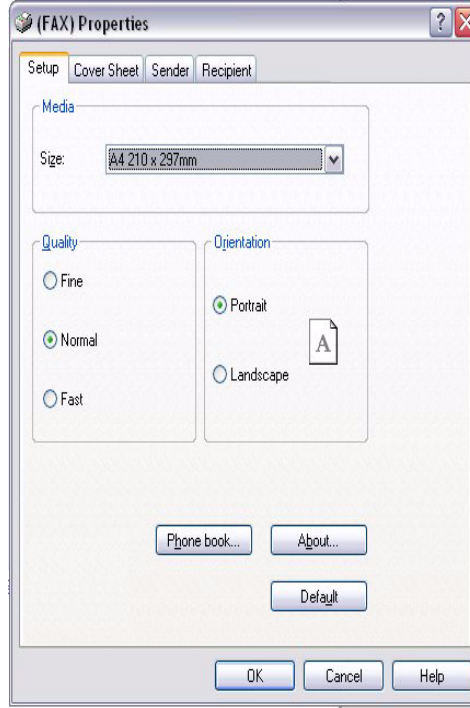 (FAX) Properties
Setup Cover Sheet Sender Recipient
Media
Size: A4 210 x 297mm
Quality
Fine
Normal
Fast
Orientation
Portrait
A
Landscape
Phone book... About...
Default
OK Cancel Help